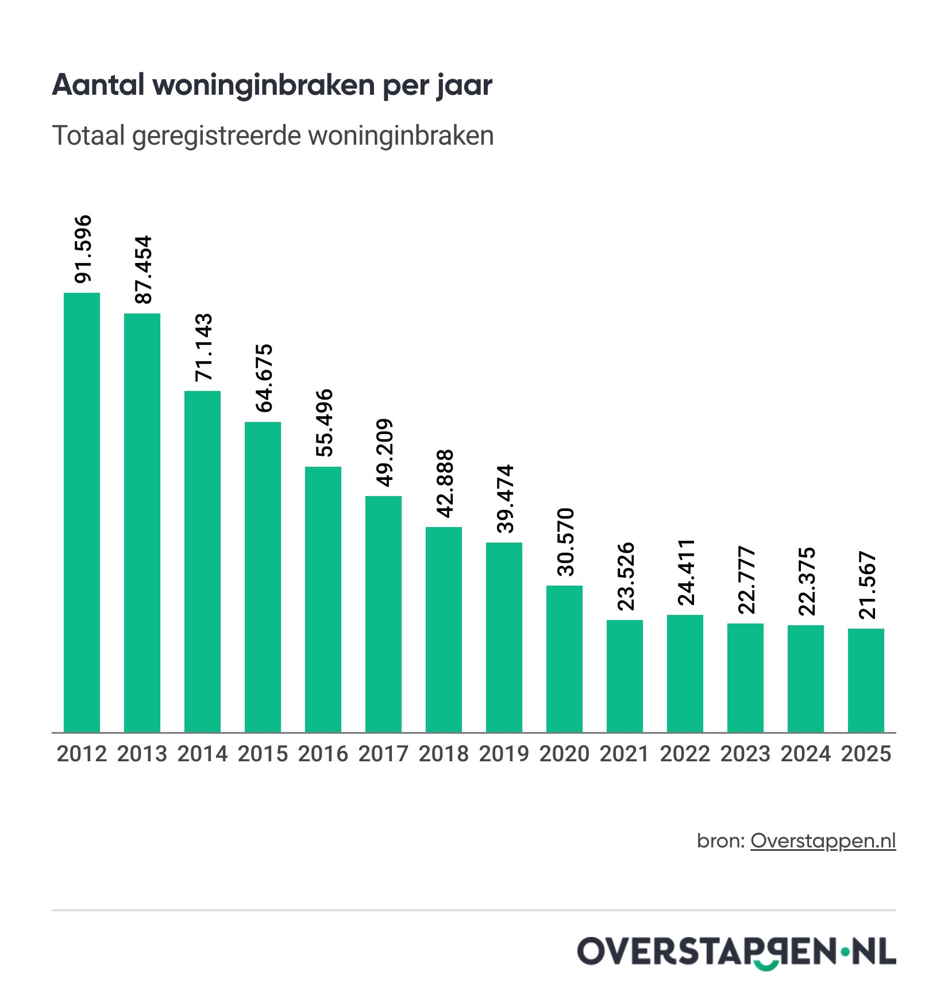 Aantal woninginbraken per jaar
Totaal geregistreerde woninginbraken
91.596
87.454
71.143
64.675
55.496
49.209
42.888
39.474
30.570
23.526
24.411
22.777
22.375
21.567
2012 2013 2014 2015 2016 2017 2018 2019 2020 2021 2022 2023 2024 2025
bron: Overstappen.nl
OVERSTAPPEN.NL